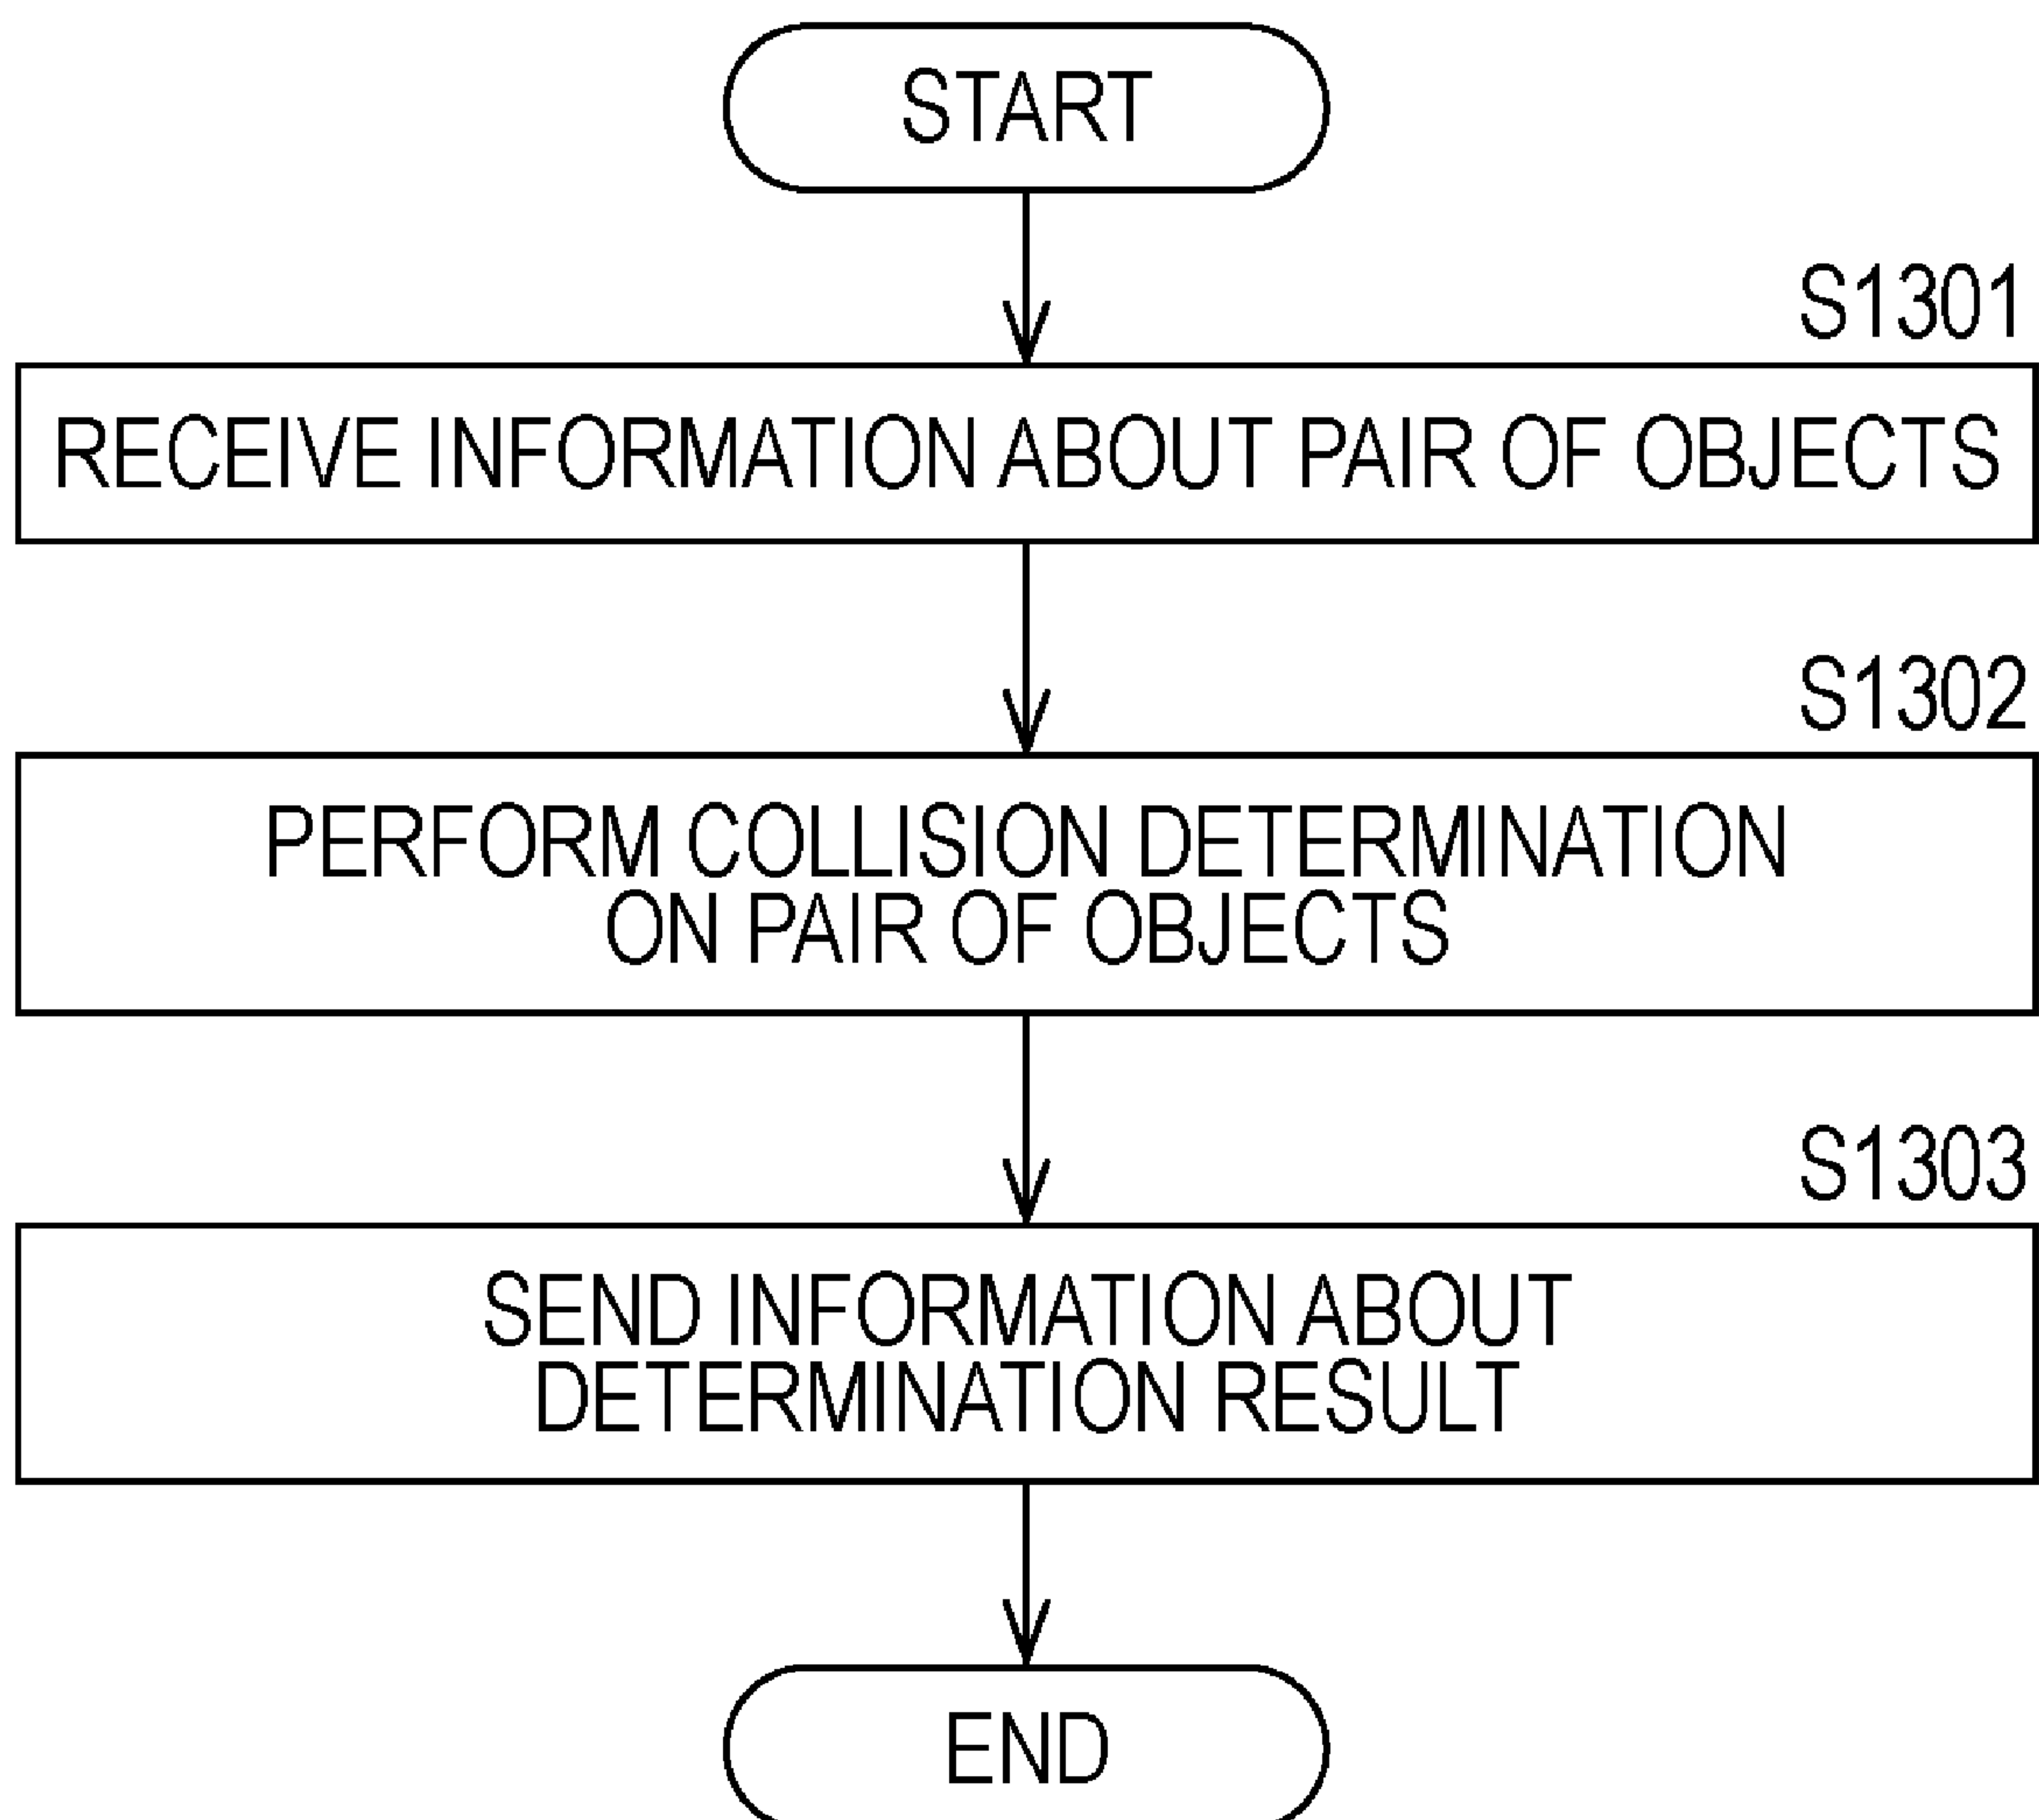 START
S1301
RECEIVE INFORMATION ABOUT PAIR OF OBJECTS
S1302
PERFORM COLLISION DETERMINATION
ON PAIR OF OBJECTS
S1303
SEND INFORMATION ABOUT
DETERMINATION RESULT
END